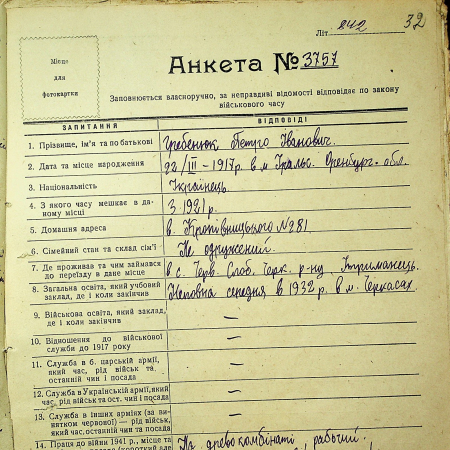 Літ 242 32
Місце
для
фотокартки
Анкета № 3757
Заповнюється власноручно, за неправдиві відомості відповідає по закону
військового часу
ЗАПИТАННЯ ВІДПОВІДІ
1. Прізвище, ім'я та по батькові Гребенюк Петро Іванович.
2. Дата та місце народження 22/III – 1917 р. в м. Уральс. Оренбург. обл.
3. Національність Українець.
4. З якого часу мешкає в даному місці З 1921 р.
5. Домашня адреса в. Кропівницького № 281
6. Сімейний стан та склад сім'ї Не одружений.
7. Де проживав та чим займався
до переїзду в дане місце в с. Черв. Слоб. Черк. р-ну, Утриманець.
8. Загальна освіта, який учбовий
заклад, де і коли закінчив Неповна середня в 1932 р. в м. Черкасах.
9. Військова освіта, який заклад,
де і коли закінчив —
10. Відношення до військової
служби до 1917 року —
11. Служба в б. царській армії,
який час, рід військ та
останній чин і посада —
12. Служба в Українській армії, який
час, рід військ та ост. чин і посада —
13. Служба в інших арміях (за винятком
червоної) — рід військ,
який час, останній чин та посада —
14. Праця до війни 1941 р., місце та На деревокомбінаті, рабочий.